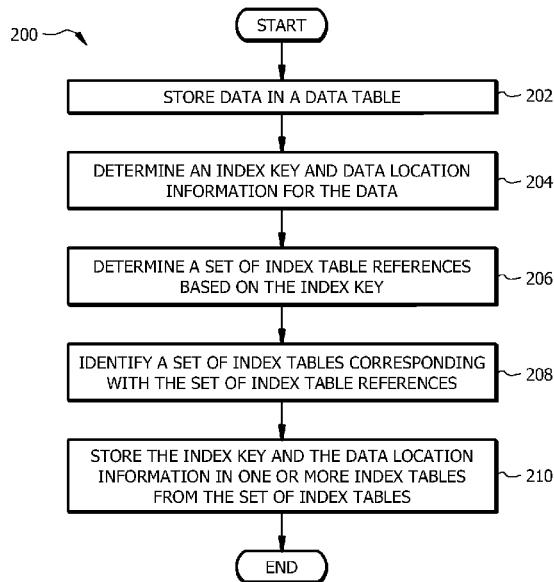 200
START
STORE DATA IN A DATA TABLE
202
DETERMINE AN INDEX KEY AND DATA LOCATION
INFORMATION FOR THE DATA
204
DETERMINE A SET OF INDEX TABLE REFERENCES
BASED ON THE INDEX KEY
206
IDENTIFY A SET OF INDEX TABLES CORRESPONDING
WITH THE SET OF INDEX TABLE REFERENCES
208
STORE THE INDEX KEY AND THE DATA LOCATION
INFORMATION IN ONE OR MORE INDEX TABLES
FROM THE SET OF INDEX TABLES
210
END